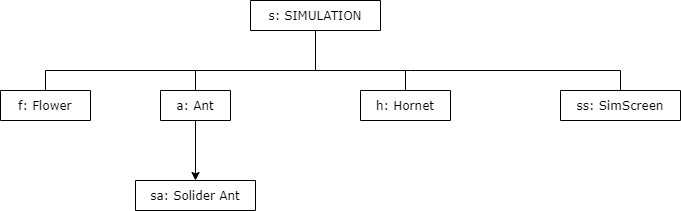 s: SIMULATION
f: Flower
a: Ant
h: Hornet
ss: SimScreen
sa: Solider Ant